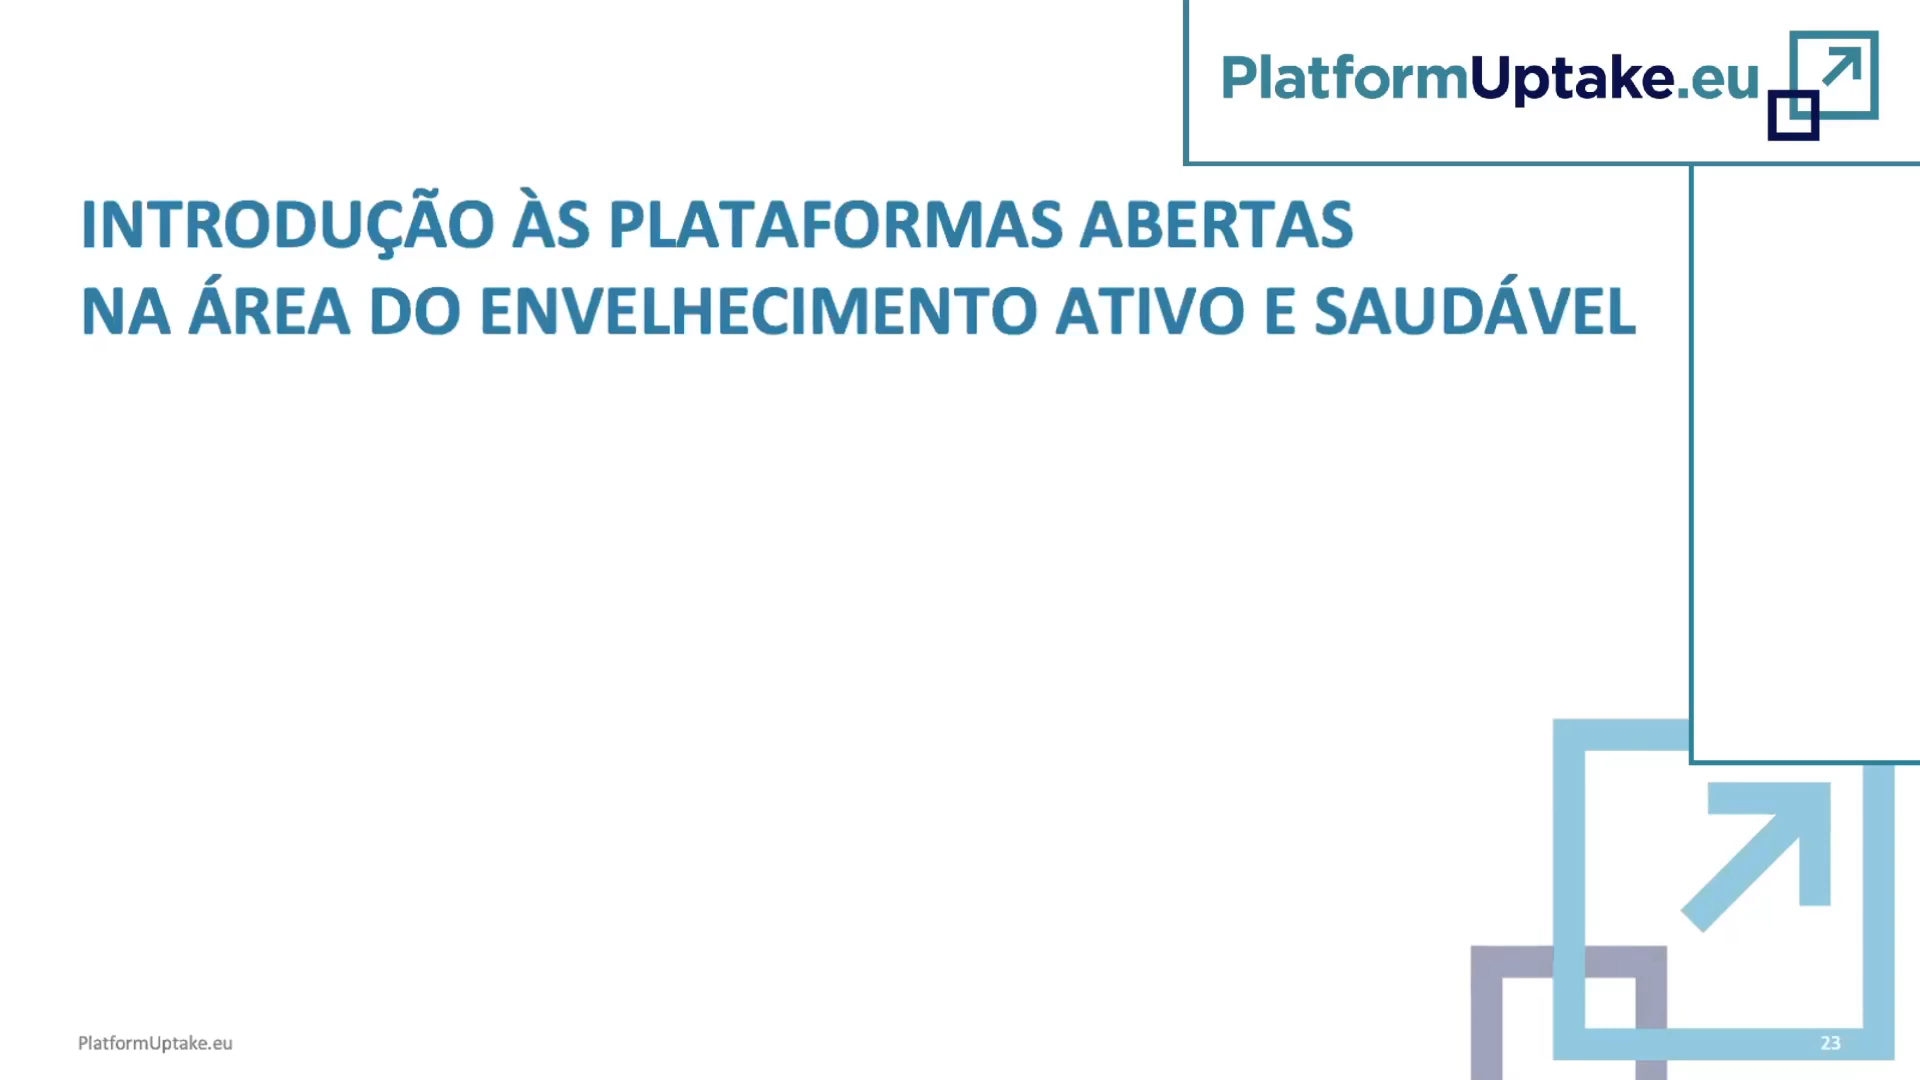 PlatformUptake.eu
INTRODUÇÃO ÀS PLATAFORMAS ABERTAS
NA ÁREA DO ENVELHECIMENTO ATIVO E SAUDÁVEL
PlatformUptake.eu
23